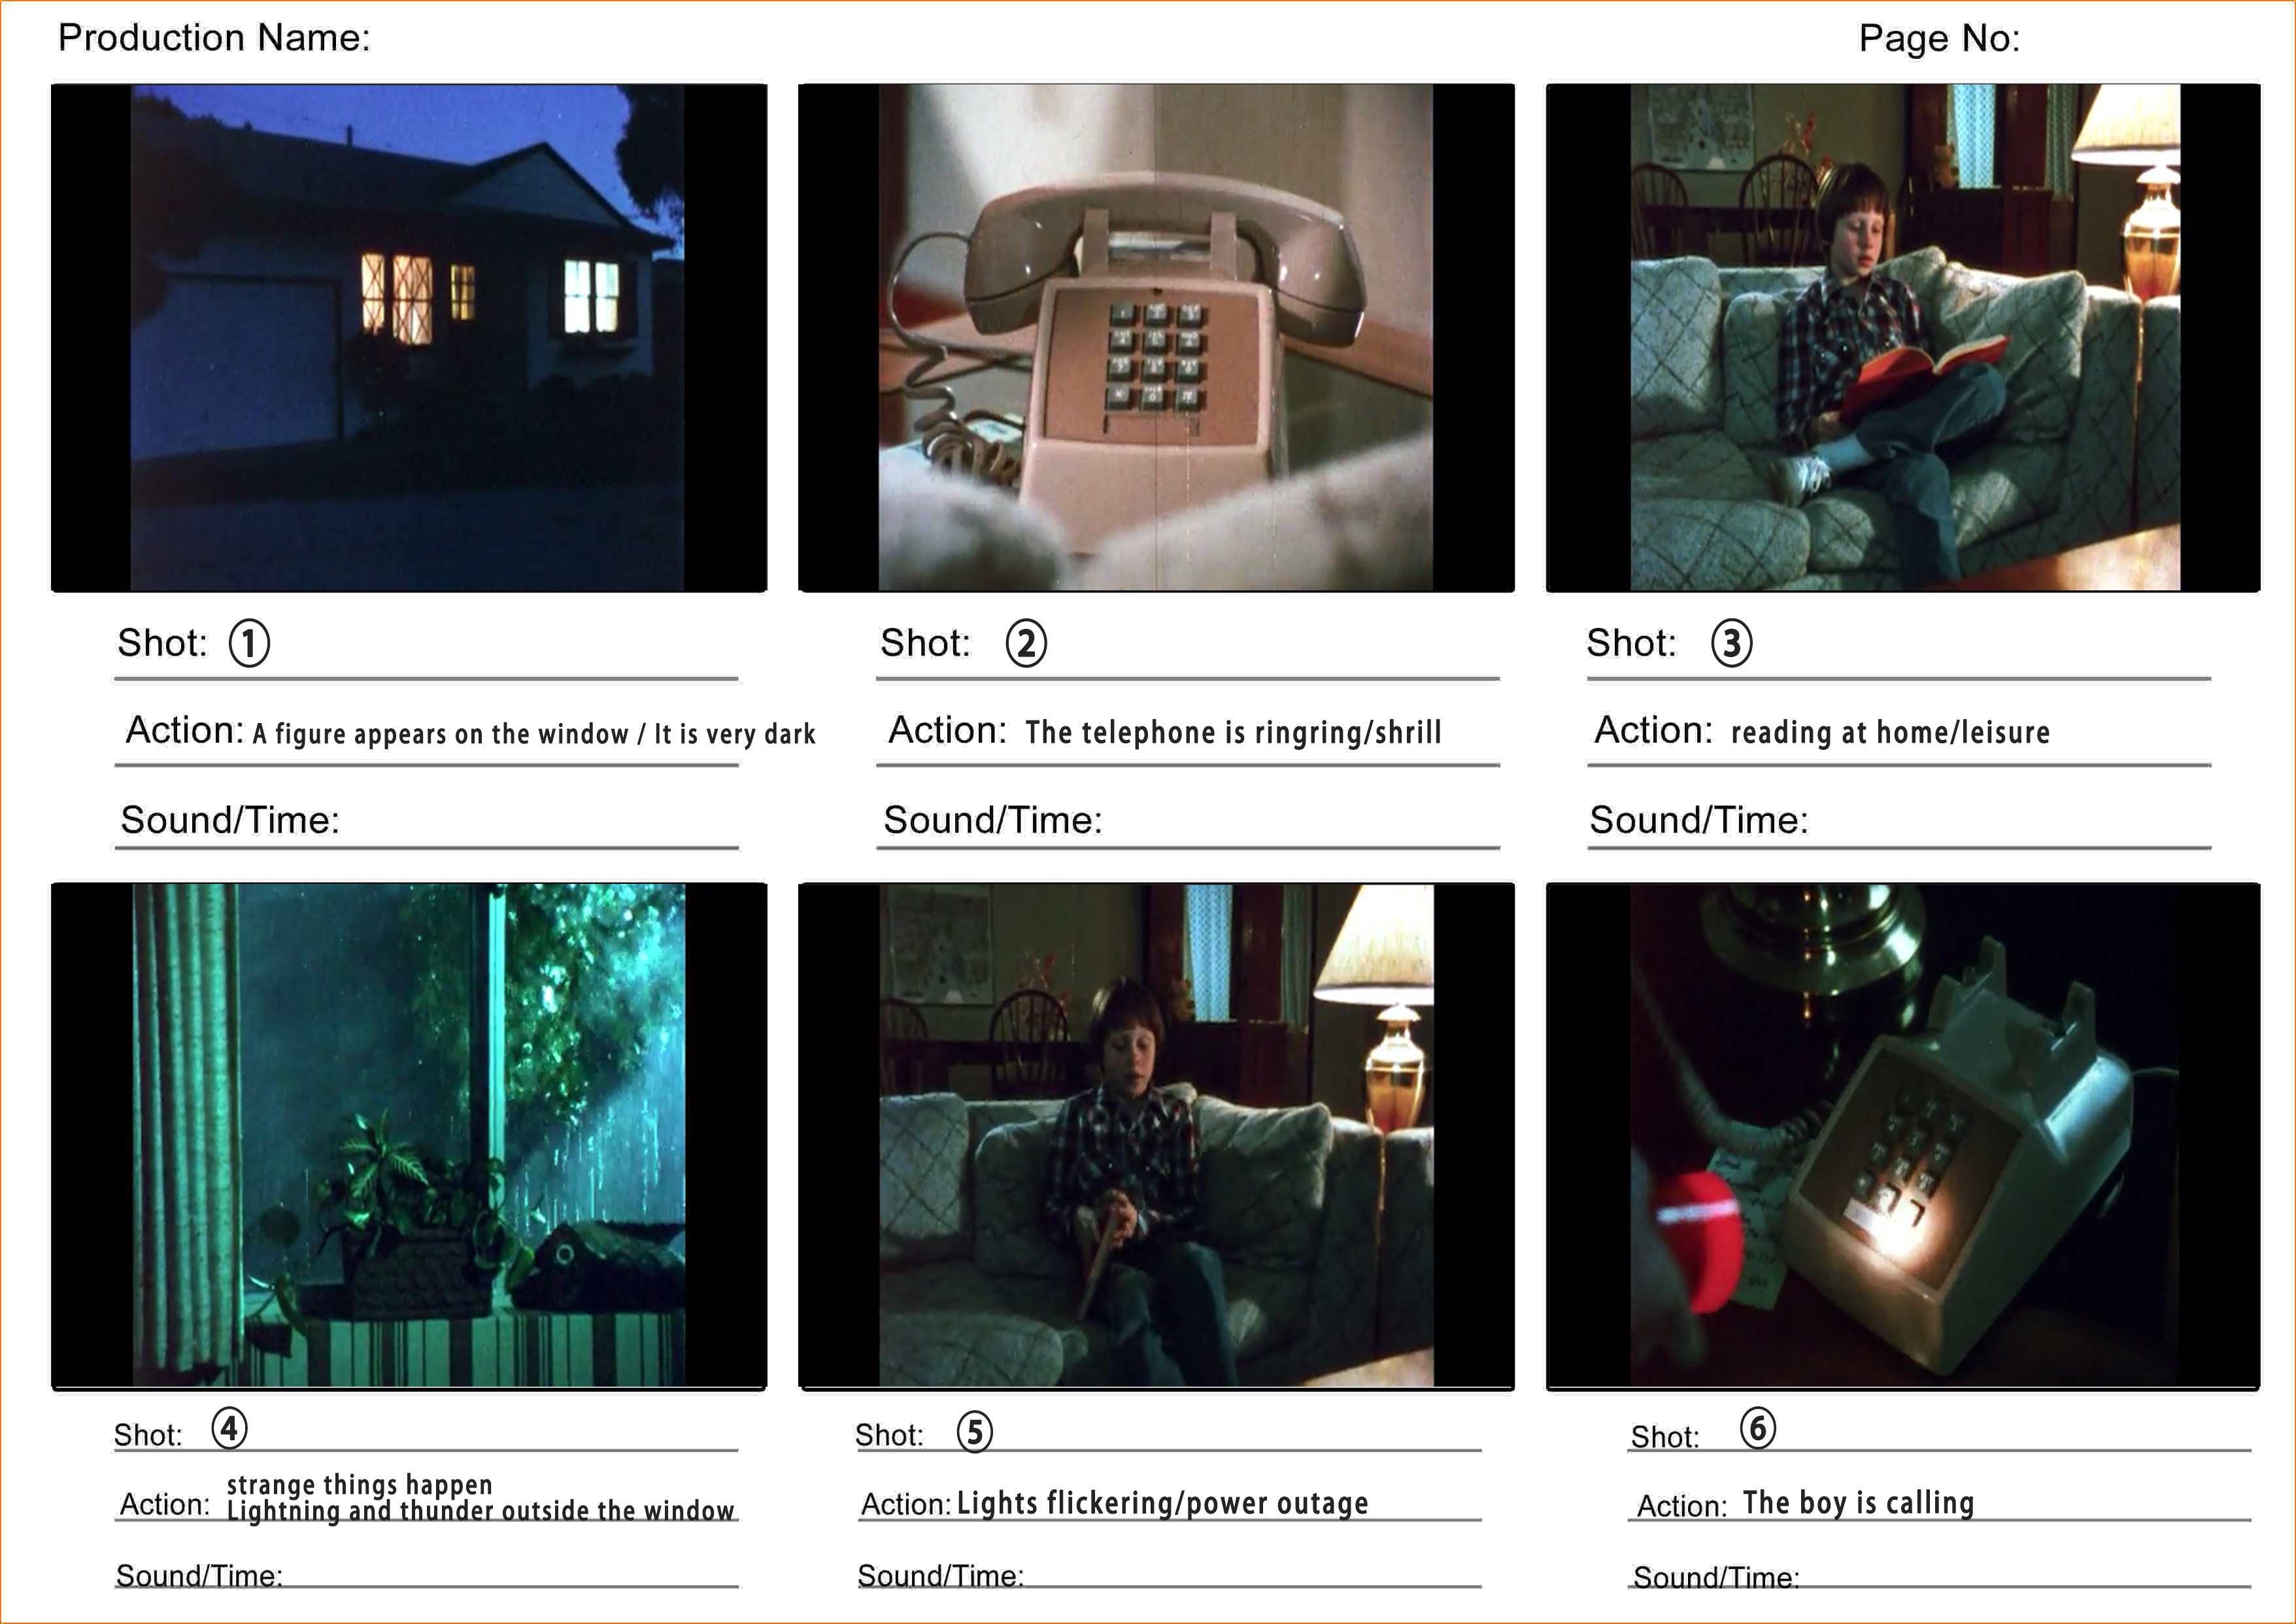 Production Name:
Page No:
Shot: ①
Shot: ②
Shot: ③
Action: A figure appears on the window / It is very dark
Action: The telephone is ringring/shrill
Action: reading at home/leisure
Sound/Time:
Sound/Time:
Sound/Time:
Shot: ④
Shot: ⑤
Shot: ⑥
strange things happen
Action: Lightning and thunder outside the window
Action: Lights flickering/power outage
Action: The boy is calling
Sound/Time:
Sound/Time:
Sound/Time: